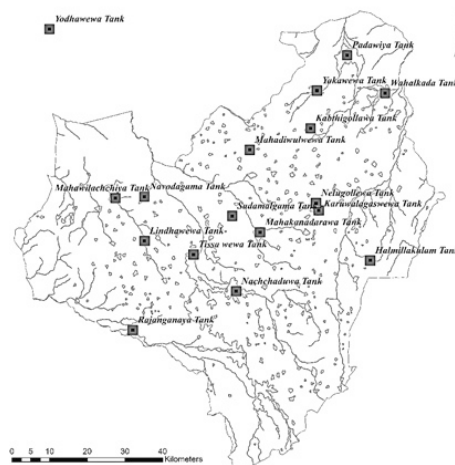 Yodhawewa Tank
Padawiya Tank
Yakawewa Tank
Wahalkada Tank
Kabthigollawa Tank
Mahadiwulwewa Tank
Mahawilachchiya Tank
Navodagama Tank
Nelugollewa Tank
Karuwalagaswewa Tank
Sadamalgama Tank
Mahakanadarawa Tank
Lindhawewa Tank
Tissa wewa Tank
Halmillakulam Tank
Nachchaduwa Tank
Rajanganaya Tank
0 5 10 20 30 40
Kilometers